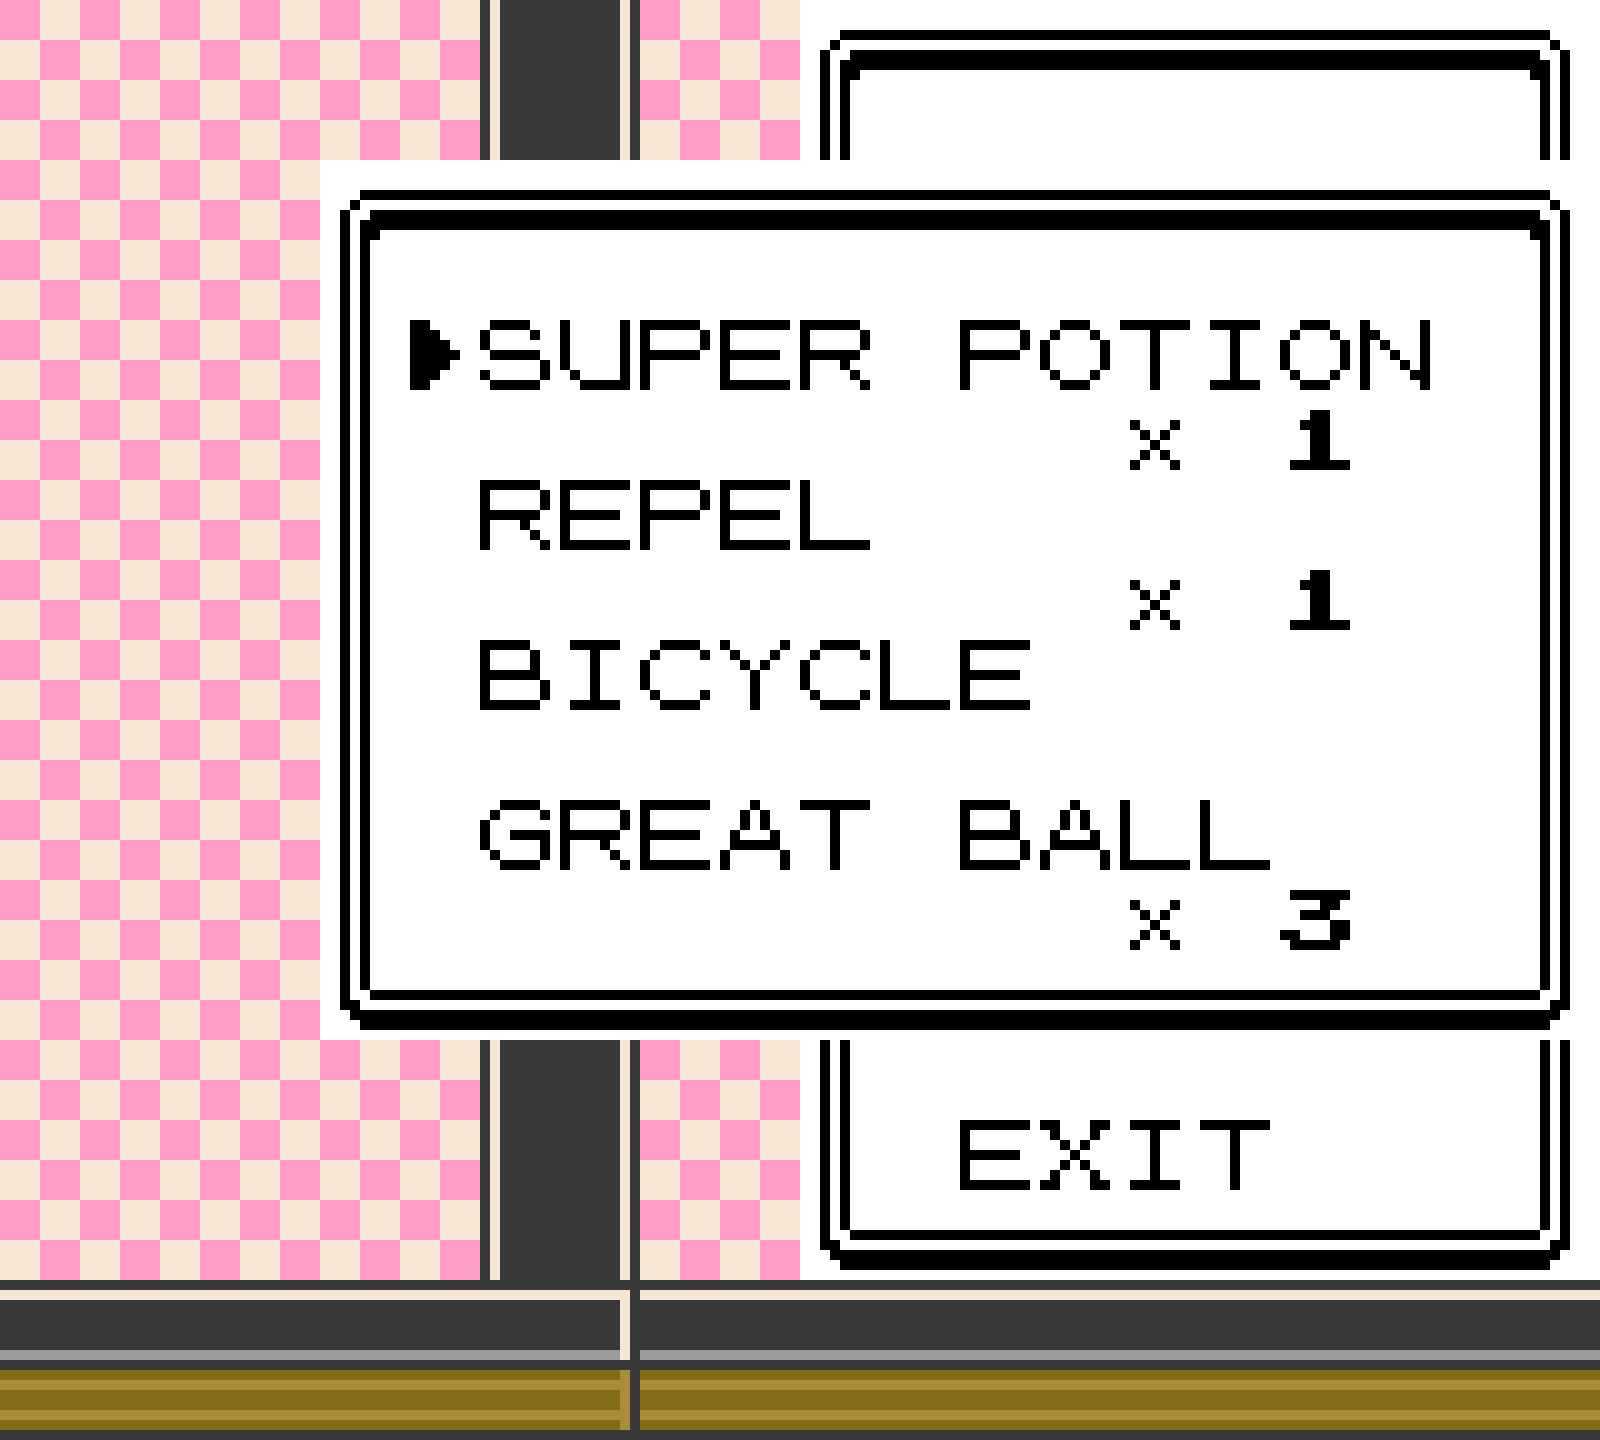 ▶SUPER POTION
× 1
REPEL
× 1
BICYCLE
GREAT BALL
× 3
EXIT